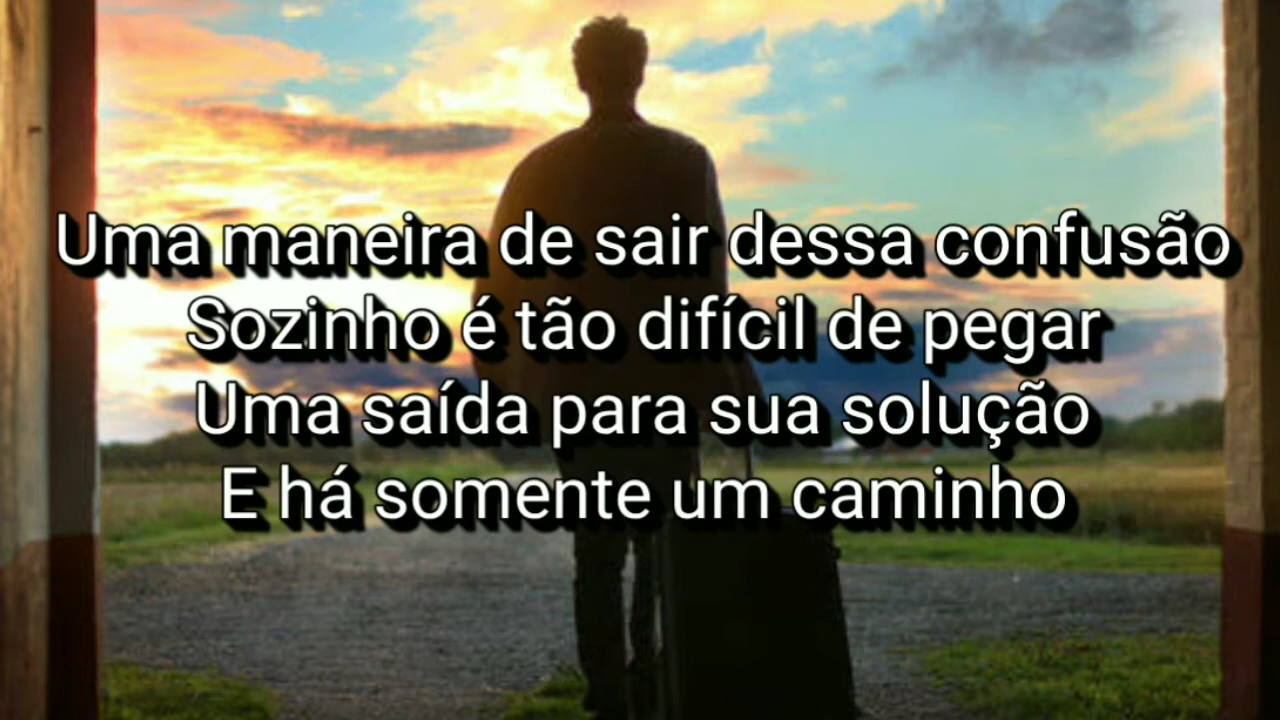 Uma maneira de sair dessa confusão
Sozinho é tão difícil de pegar
Uma saída para sua solução
E há somente um caminho